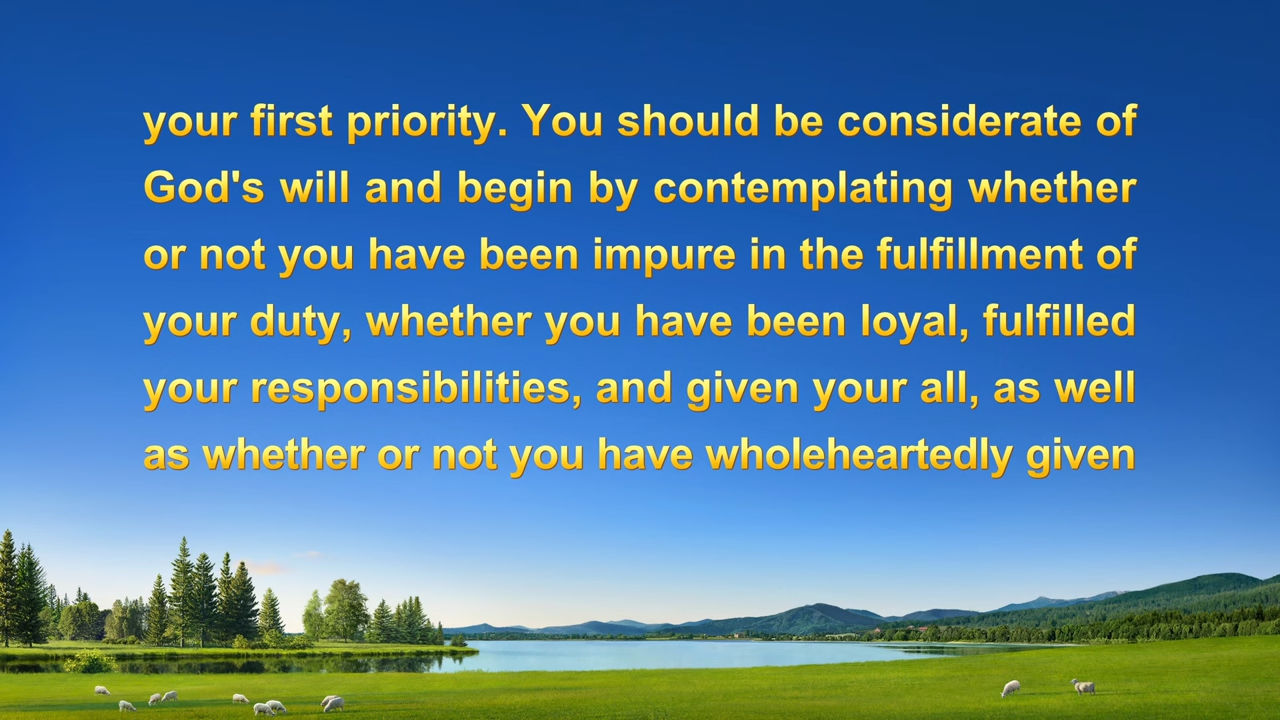 your first priority. You should be considerate of
God's will and begin by contemplating whether
or not you have been impure in the fulfillment of
your duty, whether you have been loyal, fulfilled
your responsibilities, and given your all, as well
as whether or not you have wholeheartedly given